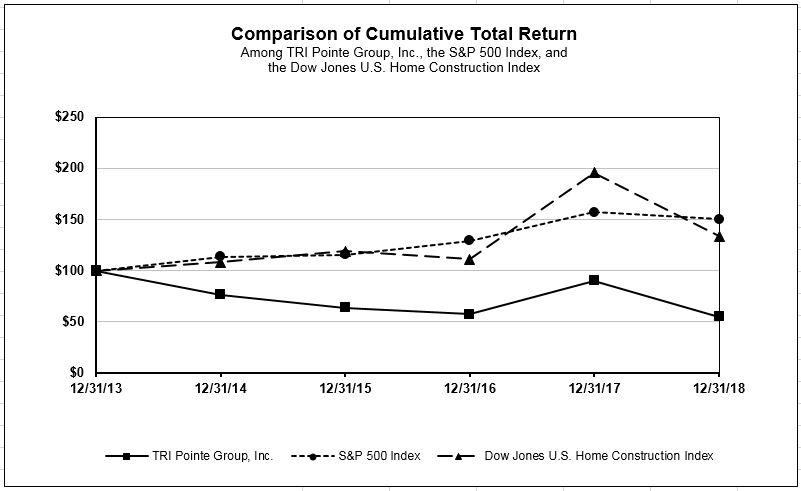 Comparison of Cumulative Total Return
Among TRI Pointe Group, Inc., the S&P 500 Index, and
the Dow Jones U.S. Home Construction Index
$250
$200
$150
$100
$50
$0
12/31/13 12/31/14 12/31/15 12/31/16 12/31/17 12/31/18
TRI Pointe Group, Inc. S&P 500 Index Dow Jones U.S. Home Construction Index